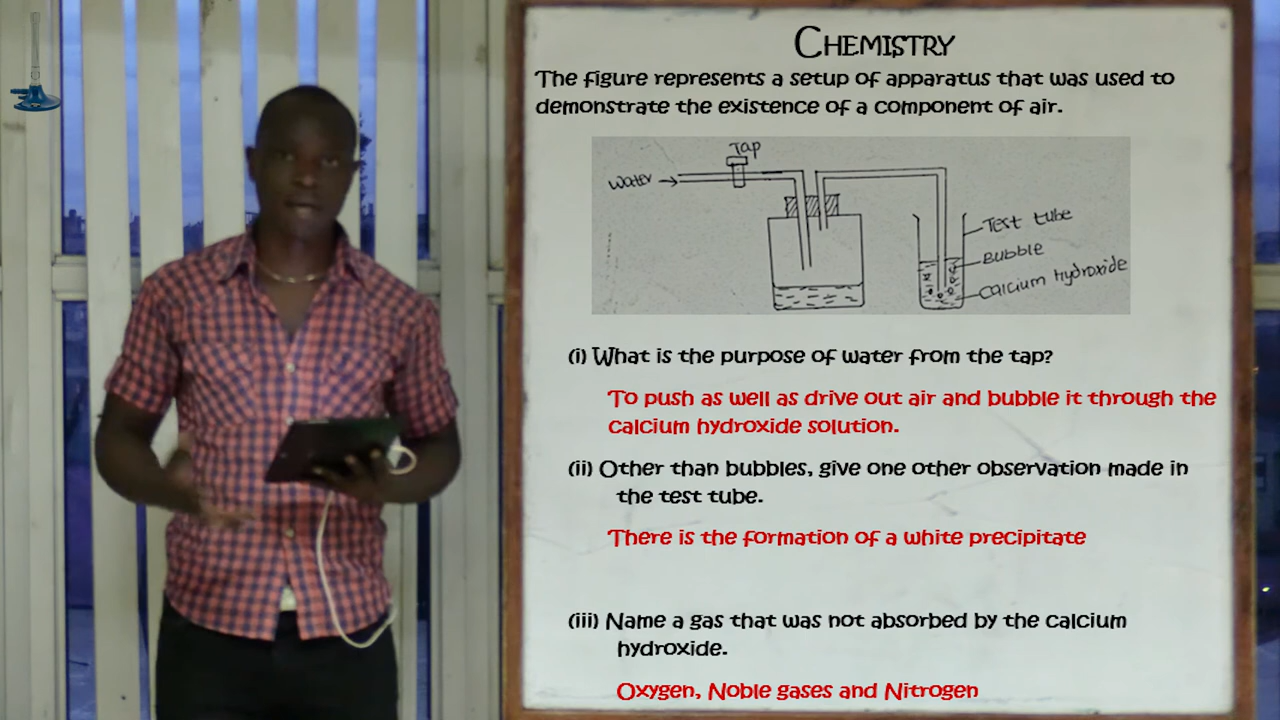 CHEMISTRY
The figure represents a setup of apparatus that was used to
demonstrate the existence of a component of air.
Tap
Water
Test tube
Bubble
Calcium hydroxide
(i) What is the purpose of water from the tap?
To push as well as drive out air and bubble it through the
calcium hydroxide solution.
(ii) Other than bubbles, give one other observation made in
the test tube.
There is the formation of a white precipitate
(iii) Name a gas that was not absorbed by the calcium
hydroxide.
Oxygen, Noble gases and Nitrogen